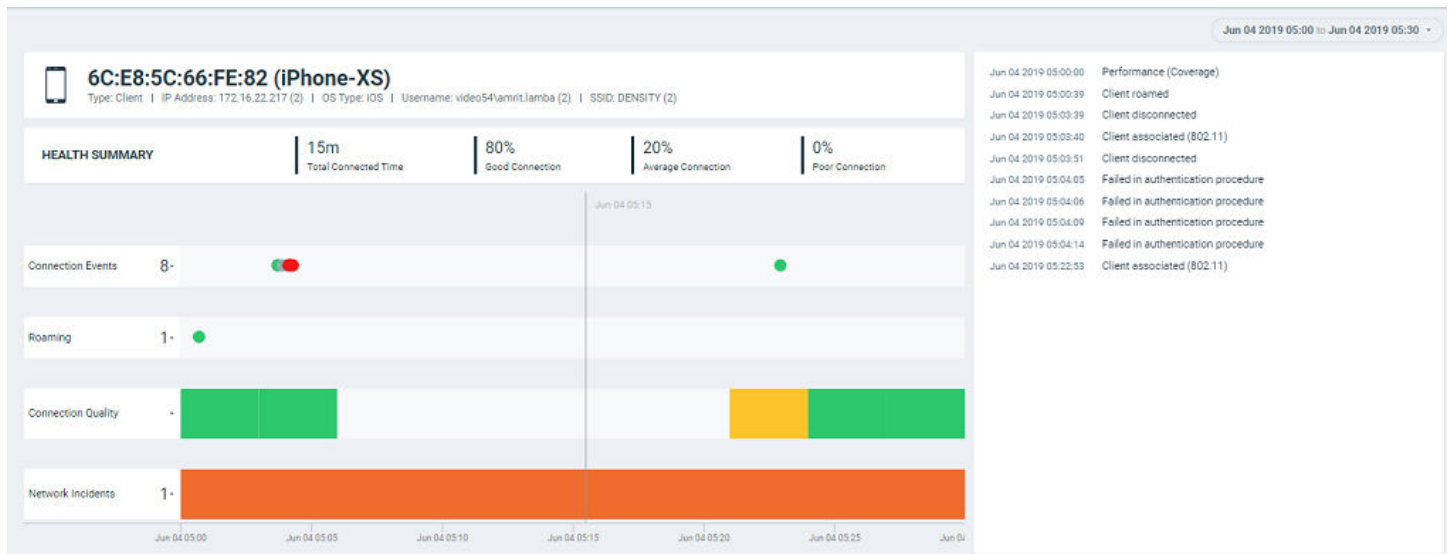 Jun 04 2019 05:00 to Jun 04 2019 05:30
6C:E8:5C:66:FE:82 (iPhone-XS)
Type: Client | IP Address: 172.16.22.217 (2) | OS Type: iOS | Username: video54\amrit.lamba (2) | SSID: DENSITY (2)
HEALTH SUMMARY
15m
Total Connected Time
80%
Good Connection
20%
Average Connection
0%
Poor Connection
Jun 04 05:15
Connection Events 8
Roaming 1
Connection Quality
Network Incidents 1
Jun 04 05:00 Jun 04 05:05 Jun 04 05:10 Jun 04 05:15 Jun 04 05:20 Jun 04 05:25 Jun 04
Jun 04 2019 05:00:00 Performance (Coverage)
Jun 04 2019 05:00:39 Client roamed
Jun 04 2019 05:03:39 Client disconnected
Jun 04 2019 05:03:40 Client associated (802.11)
Jun 04 2019 05:03:51 Client disconnected
Jun 04 2019 05:04:05 Failed in authentication procedure
Jun 04 2019 05:04:06 Failed in authentication procedure
Jun 04 2019 05:04:09 Failed in authentication procedure
Jun 04 2019 05:04:14 Failed in authentication procedure
Jun 04 2019 05:22:53 Client associated (802.11)